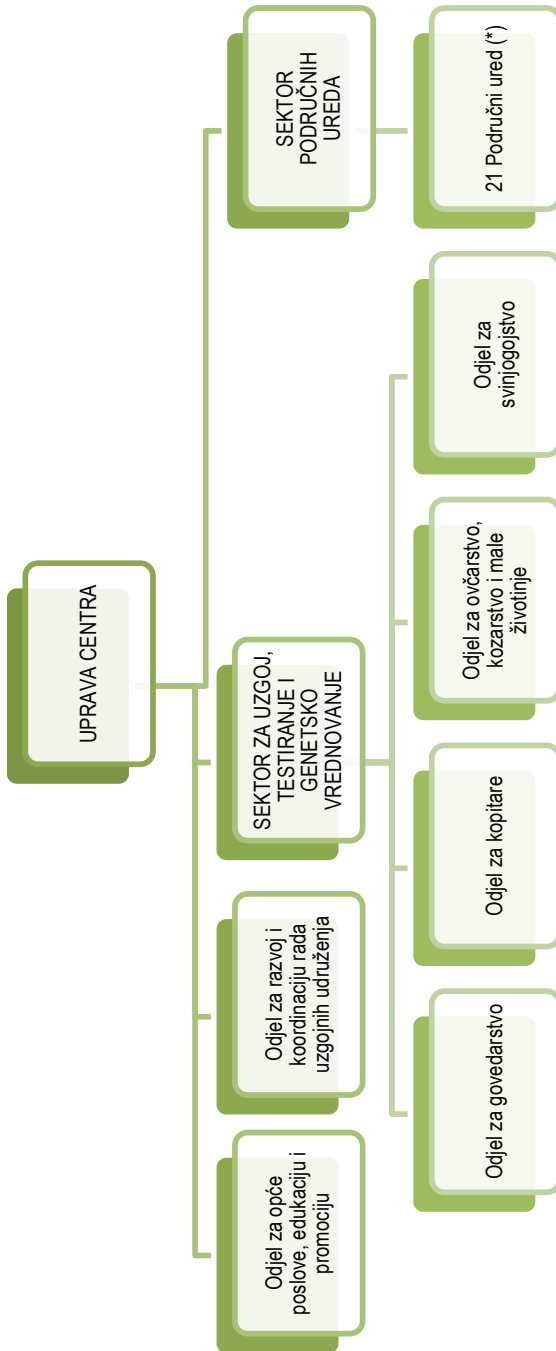 UPRAVA CENTRA
Odjel za opće
poslove, edukaciju i
promociju
Odjel za razvoj i
koordinaciju rada
uzgojnih udruženja
SEKTOR ZA UZGOJ,
TESTIRANJE I
GENETSKO
VREDNOVANJE
SEKTOR
PODRUČNIH
UREDA
Odjel za govedarstvo
Odjel za kopitare
Odjel za ovčarstvo,
kozarstvo i male
životinje
Odjel za
svinjogojstvo
21 Područni ured (*)